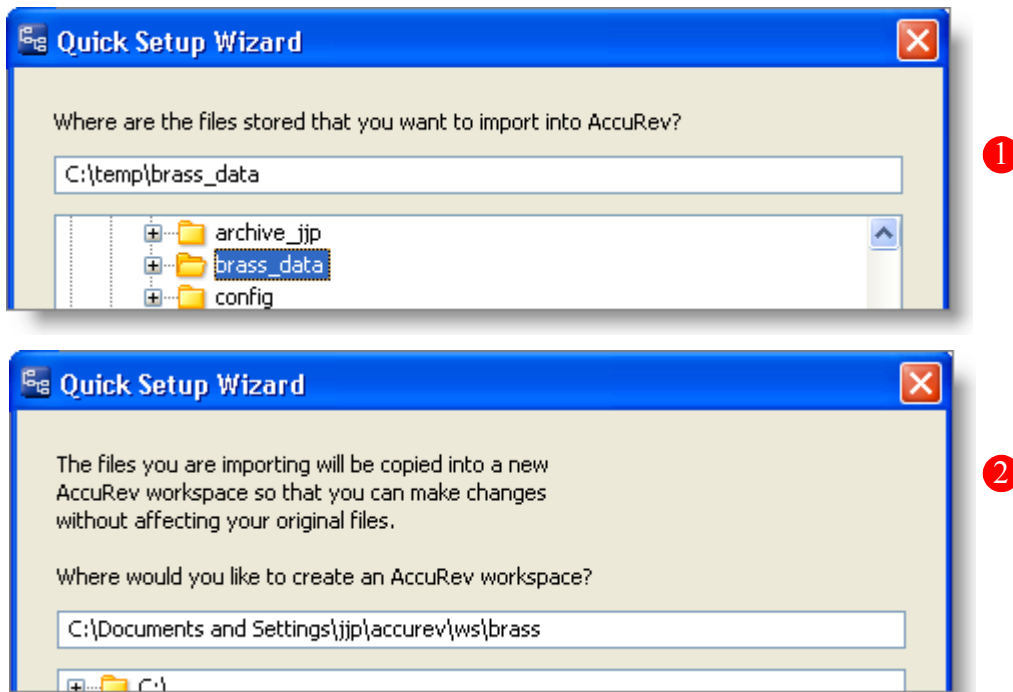 Quick Setup Wizard
Where are the files stored that you want to import into AccuRev?
1
C:\temp\brass_data
archive_jjp
brass_data
config
Quick Setup Wizard
The files you are importing will be copied into a new
2
AccuRev workspace so that you can make changes
without affecting your original files.
Where would you like to create an AccuRev workspace?
C:\Documents and Settings\jjp\accurev\ws\brass
C:\